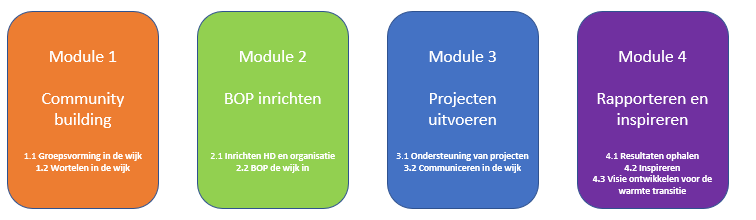 Module 1
Community
building
1.1 Groepsvorming in de wijk
1.2 Wortelen in de wijk
Module 2
BOP inrichten
2.1 Inrichten HD en organisatie
2.2 BOP de wijk in
Module 3
Projecten
uitvoeren
3.1 Ondersteuning van projecten
3.2 Communiceren in de wijk
Module 4
Rapporteren en
inspireren
4.1 Resultaten ophalen
4.2 Inspireren
4.3 Visie ontwikkelen voor de
warmte transitie